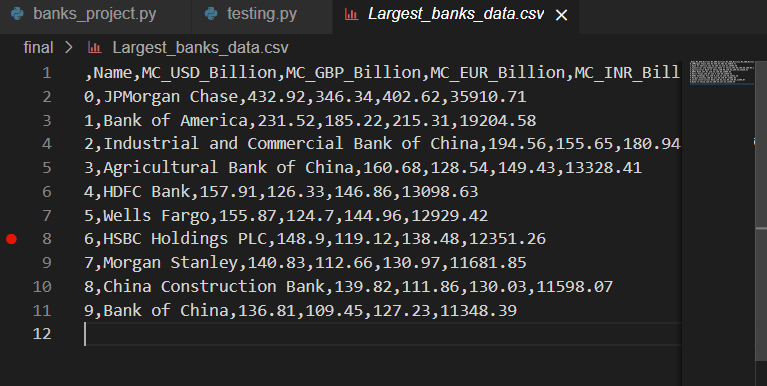 banks_project.py testing.py Largest_banks_data.csv
final > Largest_banks_data.csv
1 ,Name,MC_USD_Billion,MC_GBP_Billion,MC_EUR_Billion,MC_INR_Bill
2 0,JPMorgan Chase,432.92,346.34,402.62,35910.71
3 1,Bank of America,231.52,185.22,215.31,19204.58
4 2,Industrial and Commercial Bank of China,194.56,155.65,180.94
5 3,Agricultural Bank of China,160.68,128.54,149.43,13328.41
6 4,HDFC Bank,157.91,126.33,146.86,13098.63
7 5,Wells Fargo,155.87,124.7,144.96,12929.42
8 6,HSBC Holdings PLC,148.9,119.12,138.48,12351.26
9 7,Morgan Stanley,140.83,112.66,130.97,11681.85
10 8,China Construction Bank,139.82,111.86,130.03,11598.07
11 9,Bank of China,136.81,109.45,127.23,11348.39
12